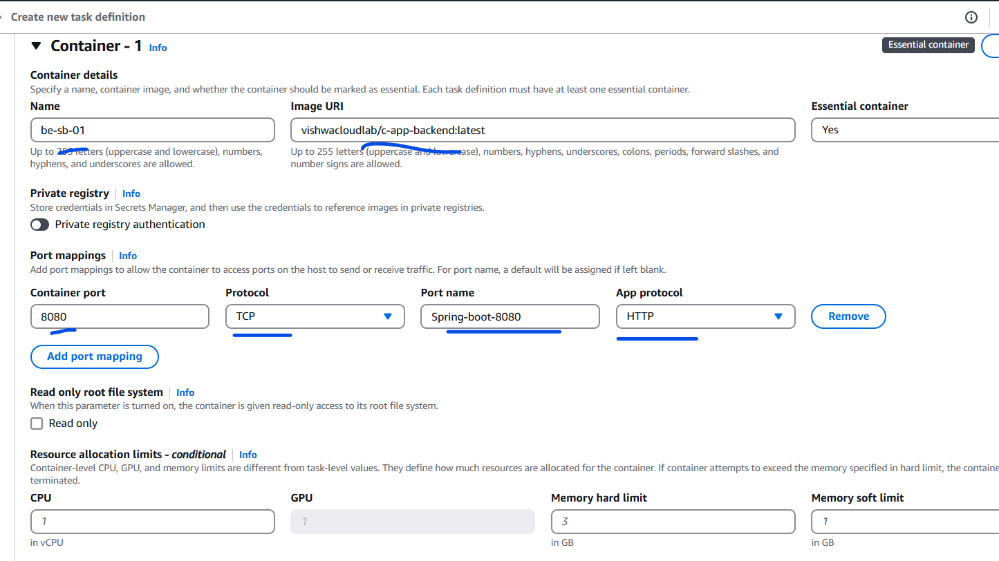 Create new task definition
Container - 1 Info
Essential container
Container details
Specify a name, container image, and whether the container should be marked as essential. Each task definition must have at least one essential container.
Name Image URI Essential container
be-sb-01 vishwacloudlab/c-app-backend:latest Yes
Up to 255 letters (uppercase and lowercase), numbers, hyphens, and underscores are allowed.
Up to 255 letters (uppercase and lowercase), numbers, hyphens, underscores, colons, periods, forward slashes, and number signs are allowed.
Private registry Info
Store credentials in Secrets Manager, and then use the credentials to reference images in private registries.
Private registry authentication
Port mappings Info
Add port mappings to allow the container to access ports on the host to send or receive traffic. For port name, a default will be assigned if left blank.
Container port Protocol Port name App protocol
8080 TCP Spring-boot-8080 HTTP Remove
Add port mapping
Read only root file system Info
When this parameter is turned on, the container is given read-only access to its root file system.
Read only
Resource allocation limits - conditional Info
Container-level CPU, GPU, and memory limits are different from task-level values. They define how much resources are allocated for the container. If container attempts to exceed the memory specified in hard limit, the
terminated.
CPU GPU Memory hard limit Memory soft limit
1 1 3 1
in vCPU in GB in GB